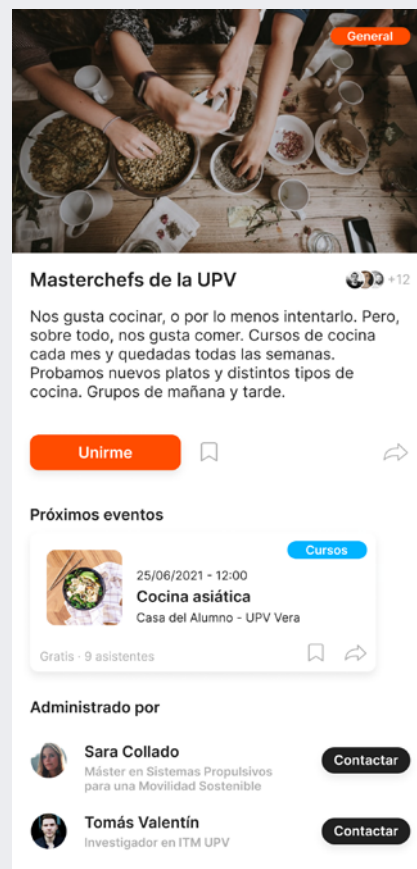 General
Masterchefs de la UPV
+12
Nos gusta cocinar, o por lo menos intentarlo. Pero,
sobre todo, nos gusta comer. Cursos de cocina
cada mes y quedadas todas las semanas.
Probamos nuevos platos y distintos tipos de
cocina. Grupos de mañana y tarde.
Unirme
Próximos eventos
Cursos
25/06/2021 - 12:00
Cocina asiática
Casa del Alumno - UPV Vera
Gratis · 9 asistentes
Administrado por
Sara Collado
Máster en Sistemas Propulsivos
para una Movilidad Sostenible
Contactar
Tomás Valentín
Investigador en ITM UPV
Contactar